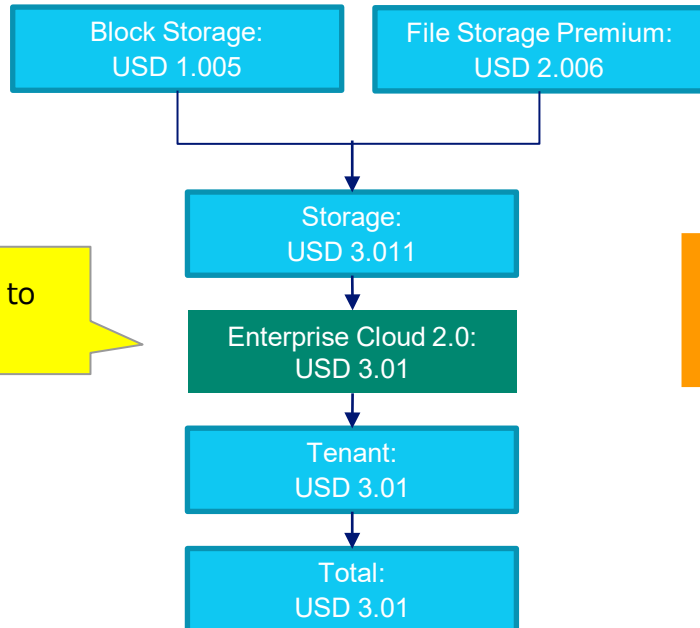 Block Storage:
USD 1.005
File Storage Premium:
USD 2.006
Storage:
USD 3.011
to
Enterprise Cloud 2.0:
USD 3.01
Tenant:
USD 3.01
Total:
USD 3.01